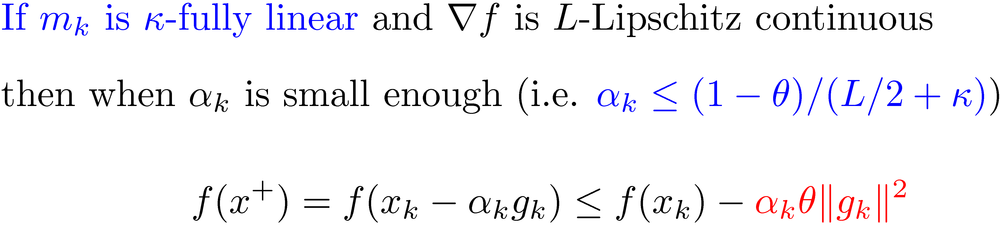 If $m_k$ is $\kappa$-fully linear and $\nabla f$ is $L$-Lipschitz continuous
then when $\alpha_k$ is small enough (i.e. $\alpha_k \leq (1 - \theta)/(L/2 + \kappa)$)
$f(x^+) = f(x_k - \alpha_k g_k) \leq f(x_k) - \alpha_k \theta \|g_k\|^2$